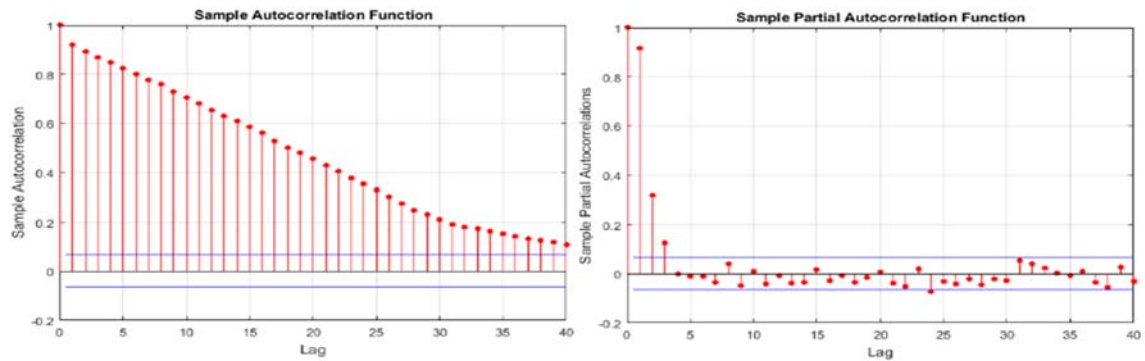 Sample Autocorrelation Function
Sample Autocorrelation
1
0.8
0.6
0.4
0.2
0
-0.2
0 5 10 15 20 25 30 35 40
Lag
Sample Partial Autocorrelation Function
Sample Partial Autocorrelations
1
0.8
0.6
0.4
0.2
0
-0.2
0 5 10 15 20 25 30 35 40
Lag